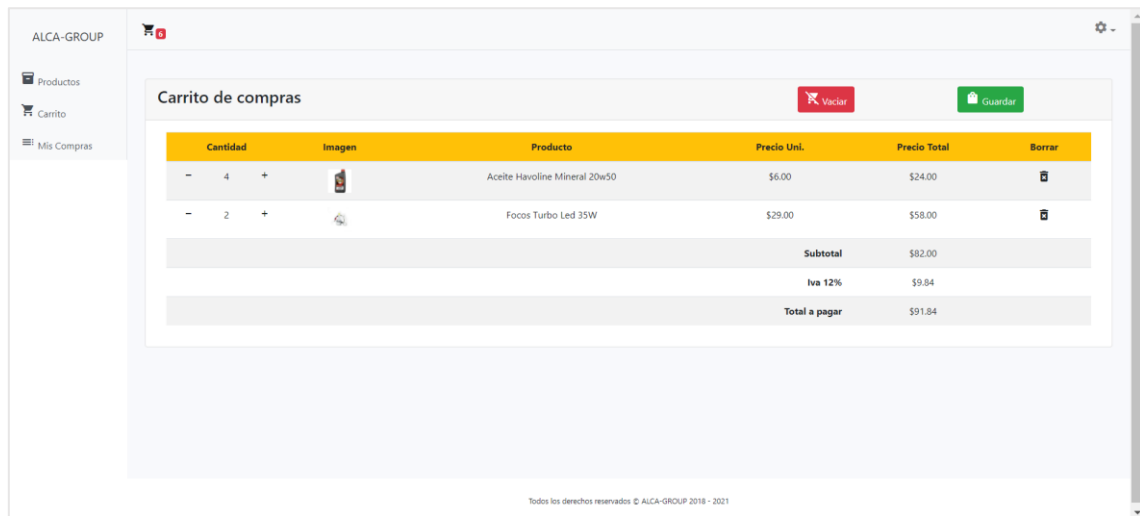 ALCA-GROUP
6
Productos
Carrito
Mis Compras
Carrito de compras Vaciar Guardar
Cantidad Imagen Producto Precio Uni. Precio Total Borrar
- 4 + Aceite Havoline Mineral 20w50 $6.00 $24.00
- 2 + Focos Turbo Led 35W $29.00 $58.00
Subtotal $82.00
Iva 12% $9.84
Total a pagar $91.84
Todos los derechos reservados © ALCA-GROUP 2018 - 2021